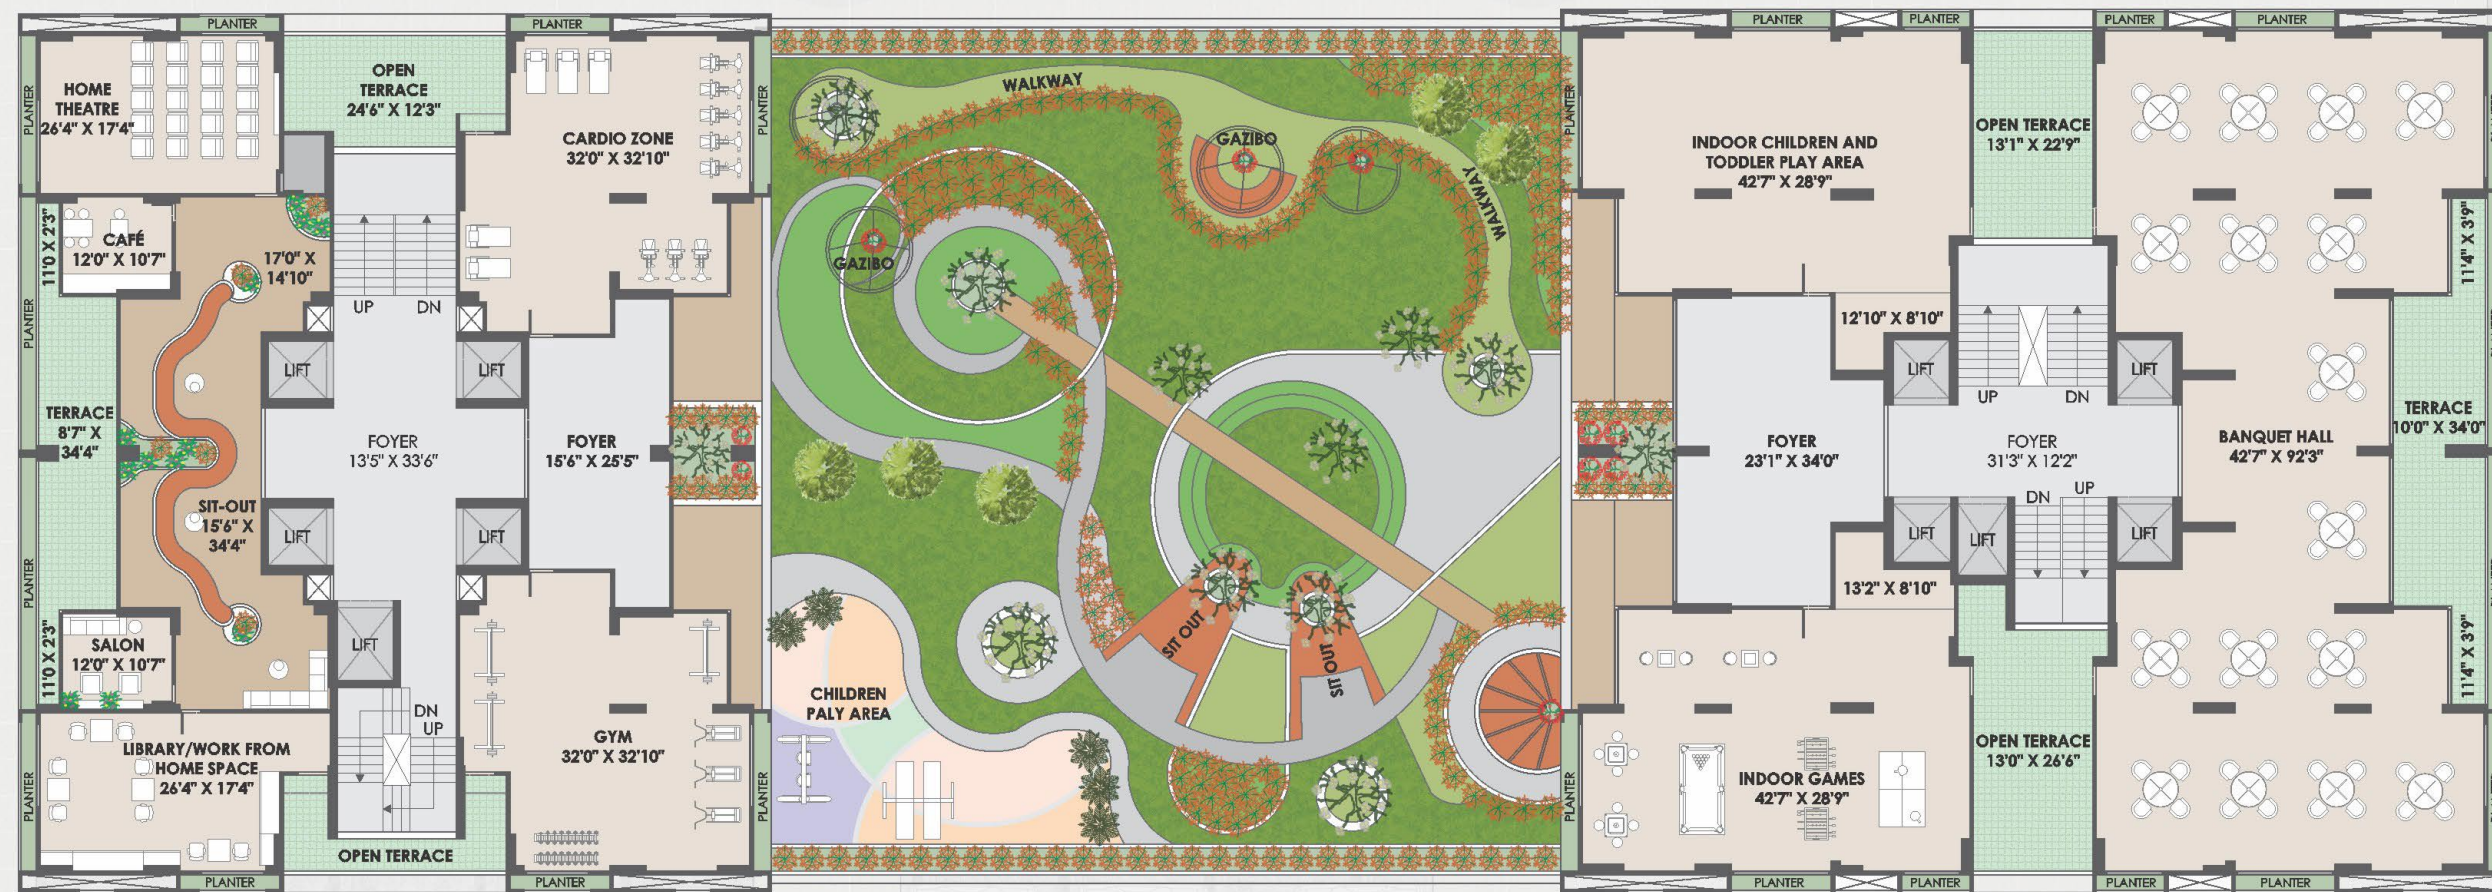 PLANTER
PLANTER
PLANTER
PLANTER
PLANTER
PLANTER
PLANTER
HOME
THEATRE
26'4" X 17'4"
OPEN
TERRACE
24'6" X 12'3"
CARDIO ZONE
32'0" X 32'10"
PLANTER
PLANTER
WALKWAY
GAZIBO
WALKWAY
GAZIBO
PLANTER
INDOOR CHILDREN AND
TODDLER PLAY AREA
42'7" X 28'9"
OPEN TERRACE
13'1" X 22'9"
11'0 X 2'3"
CAFÉ
12'0" X 10'7"
17'0" X
14'10"
UP
DN
11'4" X 3'9"
PLANTER
12'10" X 8'10"
LIFT
LIFT
LIFT
LIFT
UP
DN
TERRACE
8'7" X
34'4"
FOYER
13'5" X 33'6"
FOYER
15'6" X 25'5"
FOYER
23'1" X 34'0"
FOYER
31'3" X 12'2"
BANQUET HALL
42'7" X 92'3"
TERRACE
10'0" X 34'0"
SIT-OUT
15'6" X
34'4"
LIFT
LIFT
DN
UP
LIFT
LIFT
LIFT
PLANTER
13'2" X 8'10"
11'0 X 2'3"
SALON
12'0" X 10'7"
LIFT
SIT OUT
SIT OUT
11'4" X 3'9"
CHILDREN
PALY AREA
DN
UP
LIBRARY/WORK FROM
HOME SPACE
26'4" X 17'4"
GYM
32'0" X 32'10"
INDOOR GAMES
42'7" X 28'9"
OPEN TERRACE
13'0" X 26'6"
PLANTER
PLANTER
PLANTER
OPEN TERRACE
PLANTER
PLANTER
PLANTER
PLANTER
PLANTER
PLANTER